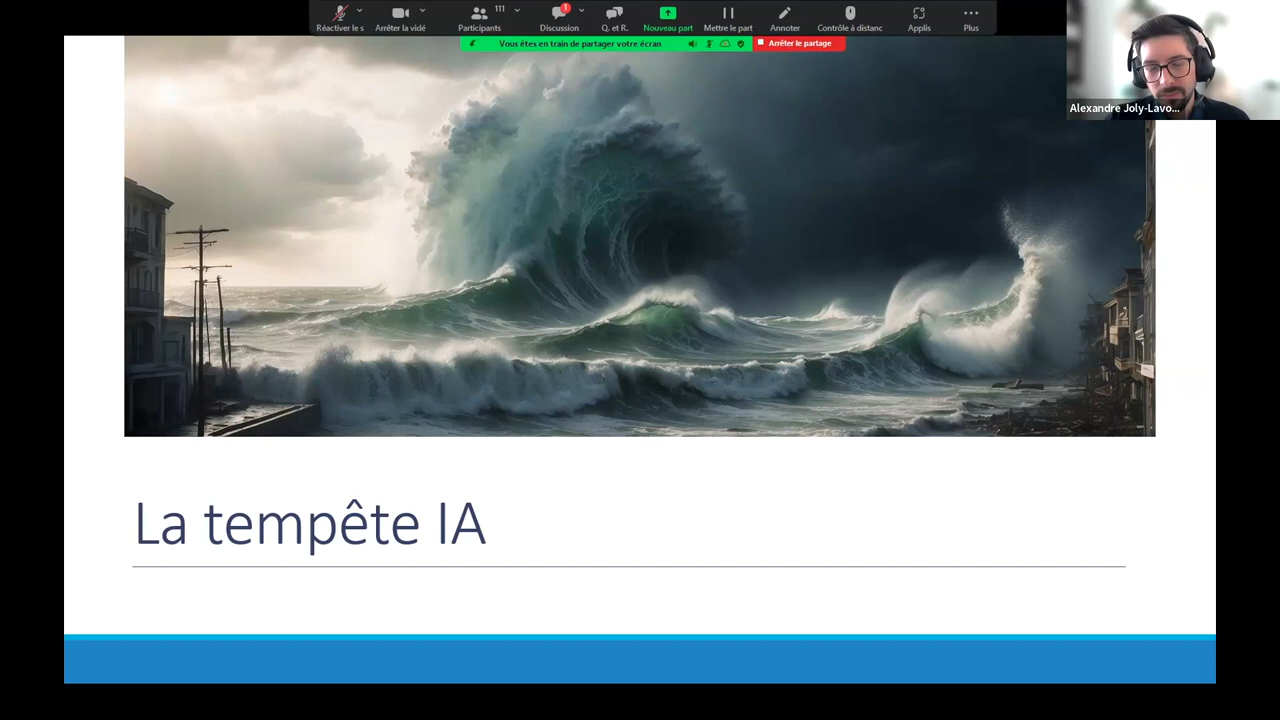 111
1
Réactiver le s
Arrêter la vidé
Participants
Discussion
Q. et R.
Nouveau part
Mettre le part
Annoter
Contrôle à distanc
Applis
Plus
Vous êtes en train de partager votre écran
Arrêter le partage
Alexandre Joly-Lavo...
La tempête IA